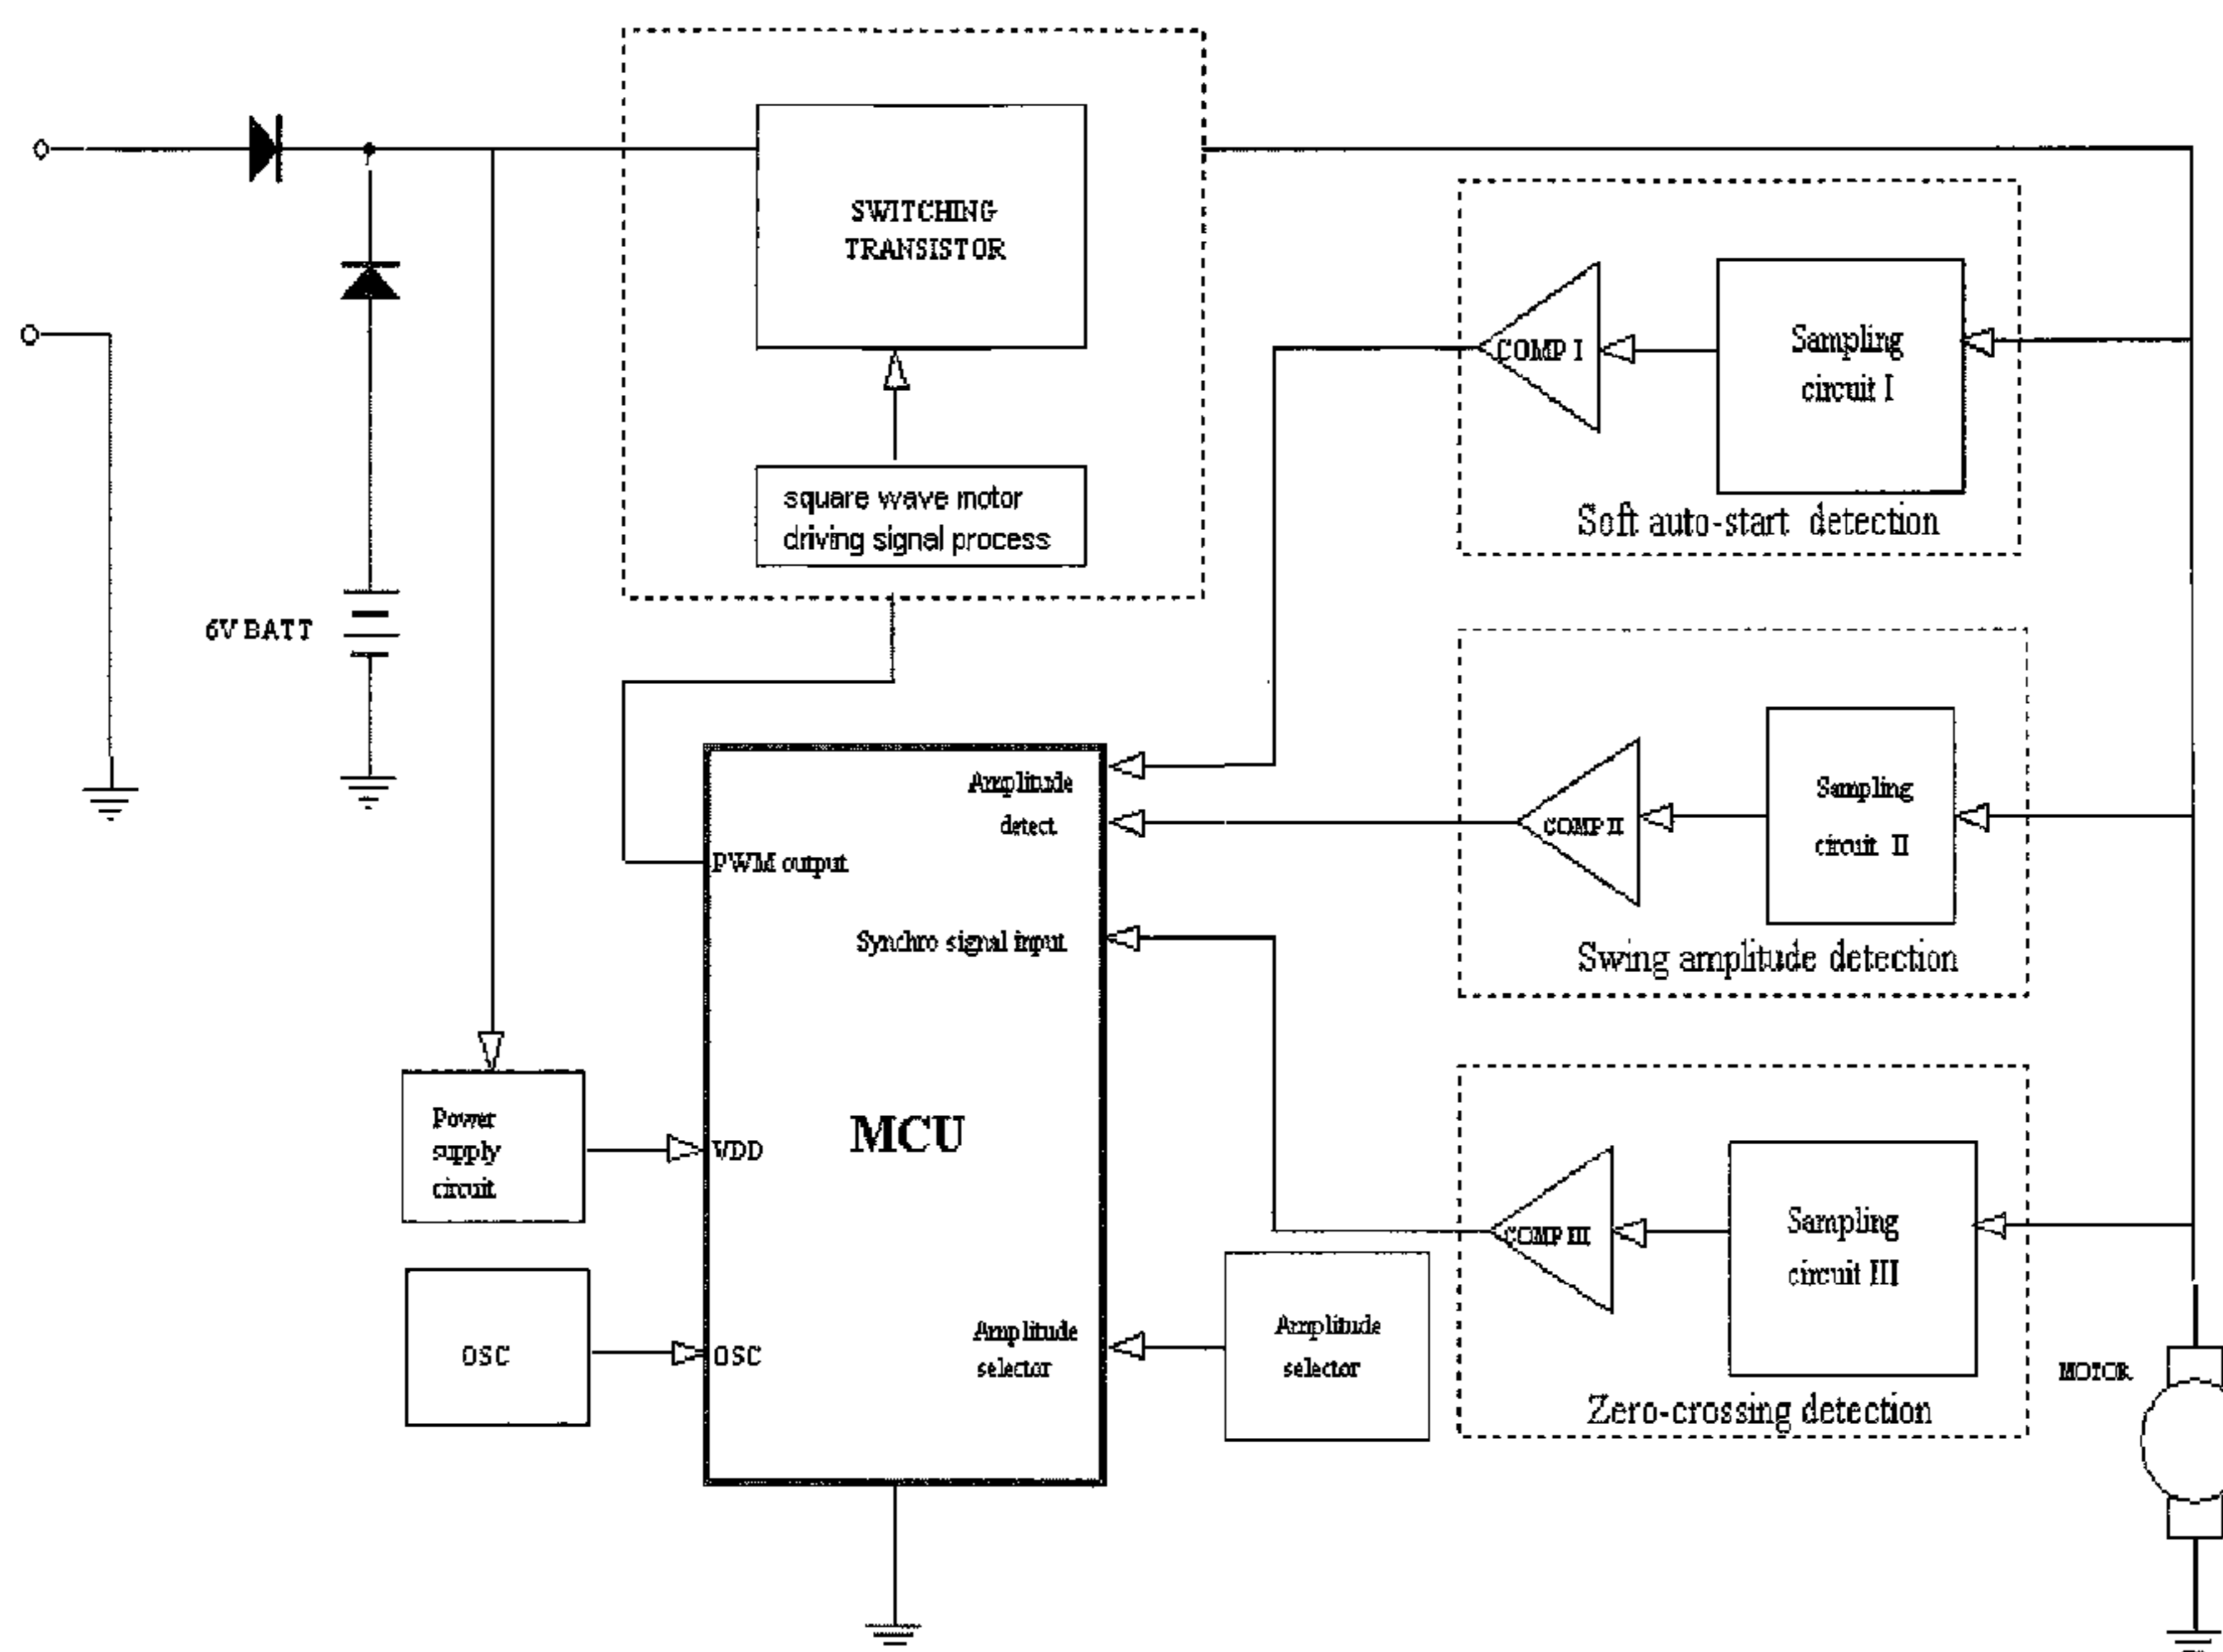 SWITCHING
TRANSISTOR
square wave motor
driving signal process
COMP I
Sampling
circuit I
Soft auto-start detection
6V BATT
Amplitude
detect
PWM output
Synchro signal input
COMP II
Sampling
circuit II
Swing amplitude detection
Power
supply
circuit
VDD
MCU
COMP III
Sampling
circuit III
Zero-crossing detection
OSC
OSC
Amplitude
selector
Amplitude
selector
MOTOR